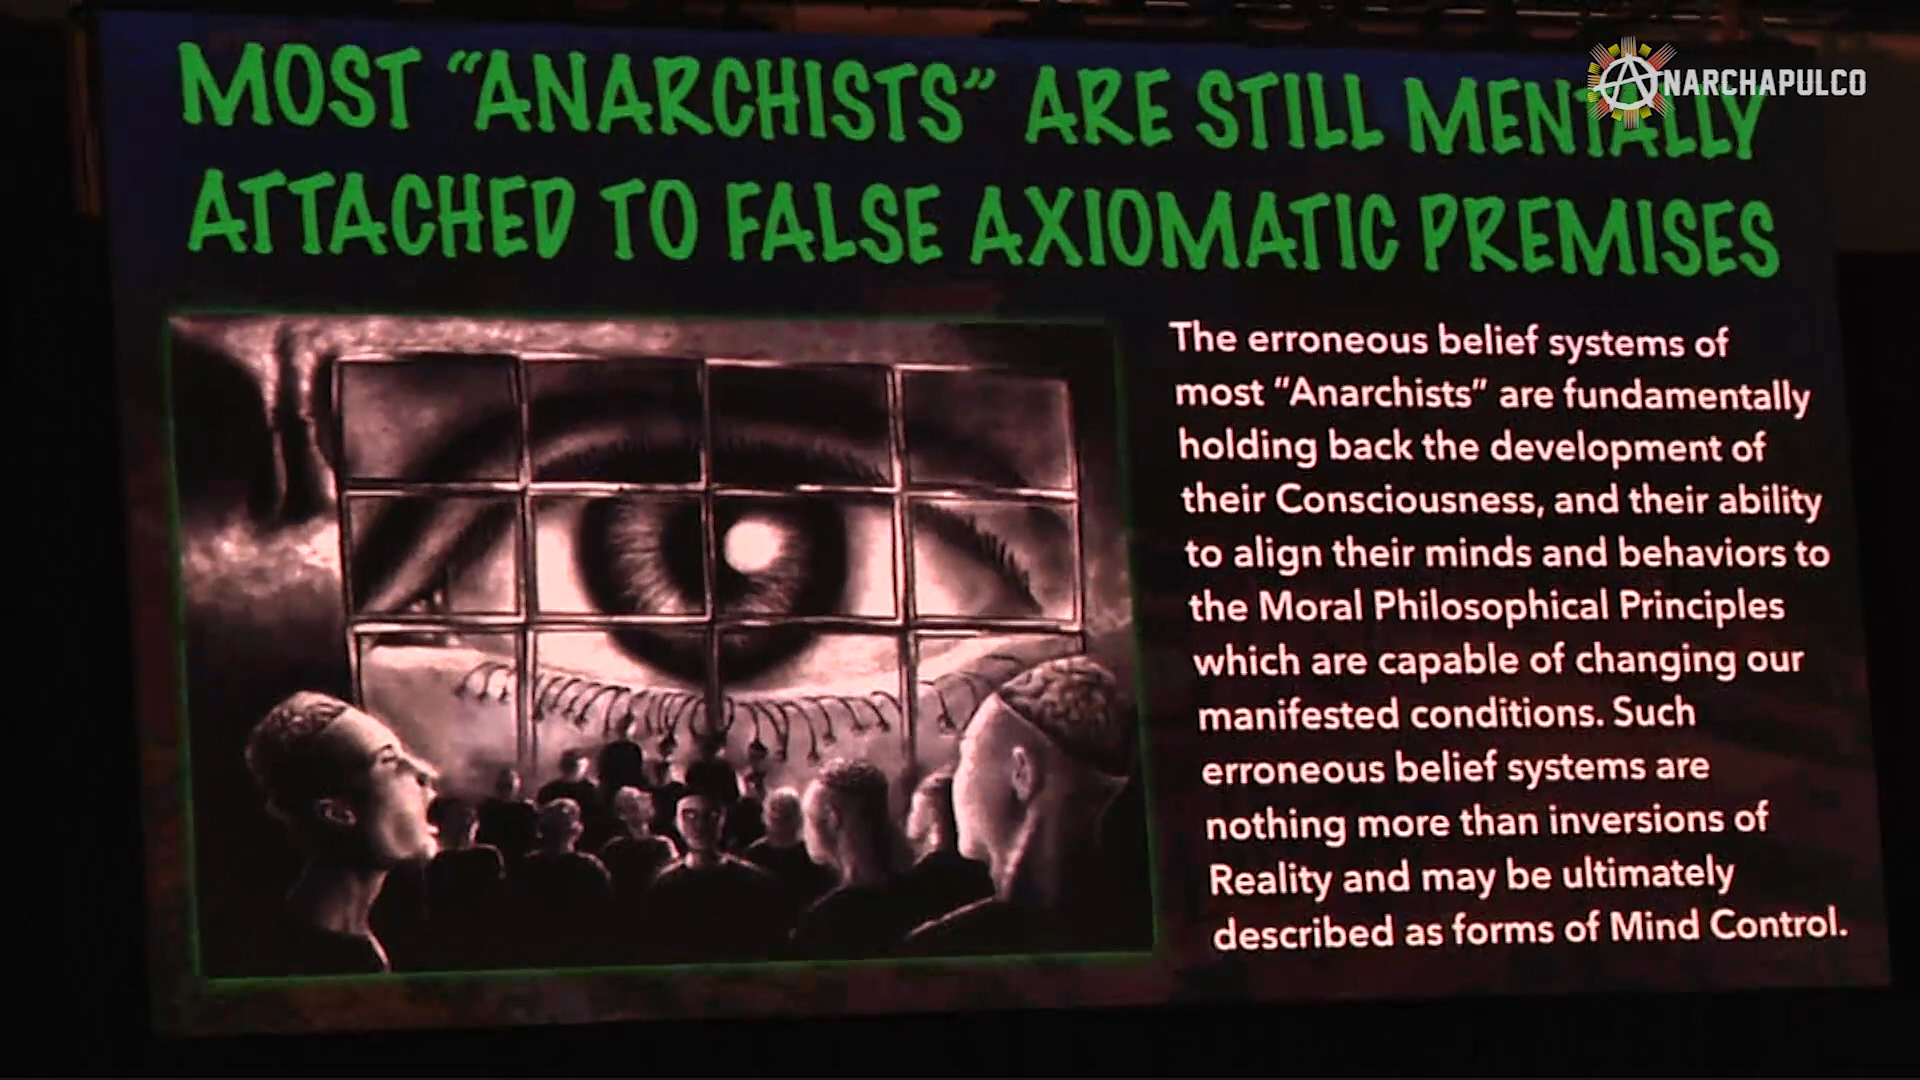 MOST “ANARCHISTS” ARE STILL MENTALLY
ATTACHED TO FALSE AXIOMATIC PREMISES
ANARCHAPULCO
The erroneous belief systems of
most “Anarchists” are fundamentally
holding back the development of
their Consciousness, and their ability
to align their minds and behaviors to
the Moral Philosophical Principles
which are capable of changing our
manifested conditions. Such
erroneous belief systems are
nothing more than inversions of
Reality and may be ultimately
described as forms of Mind Control.